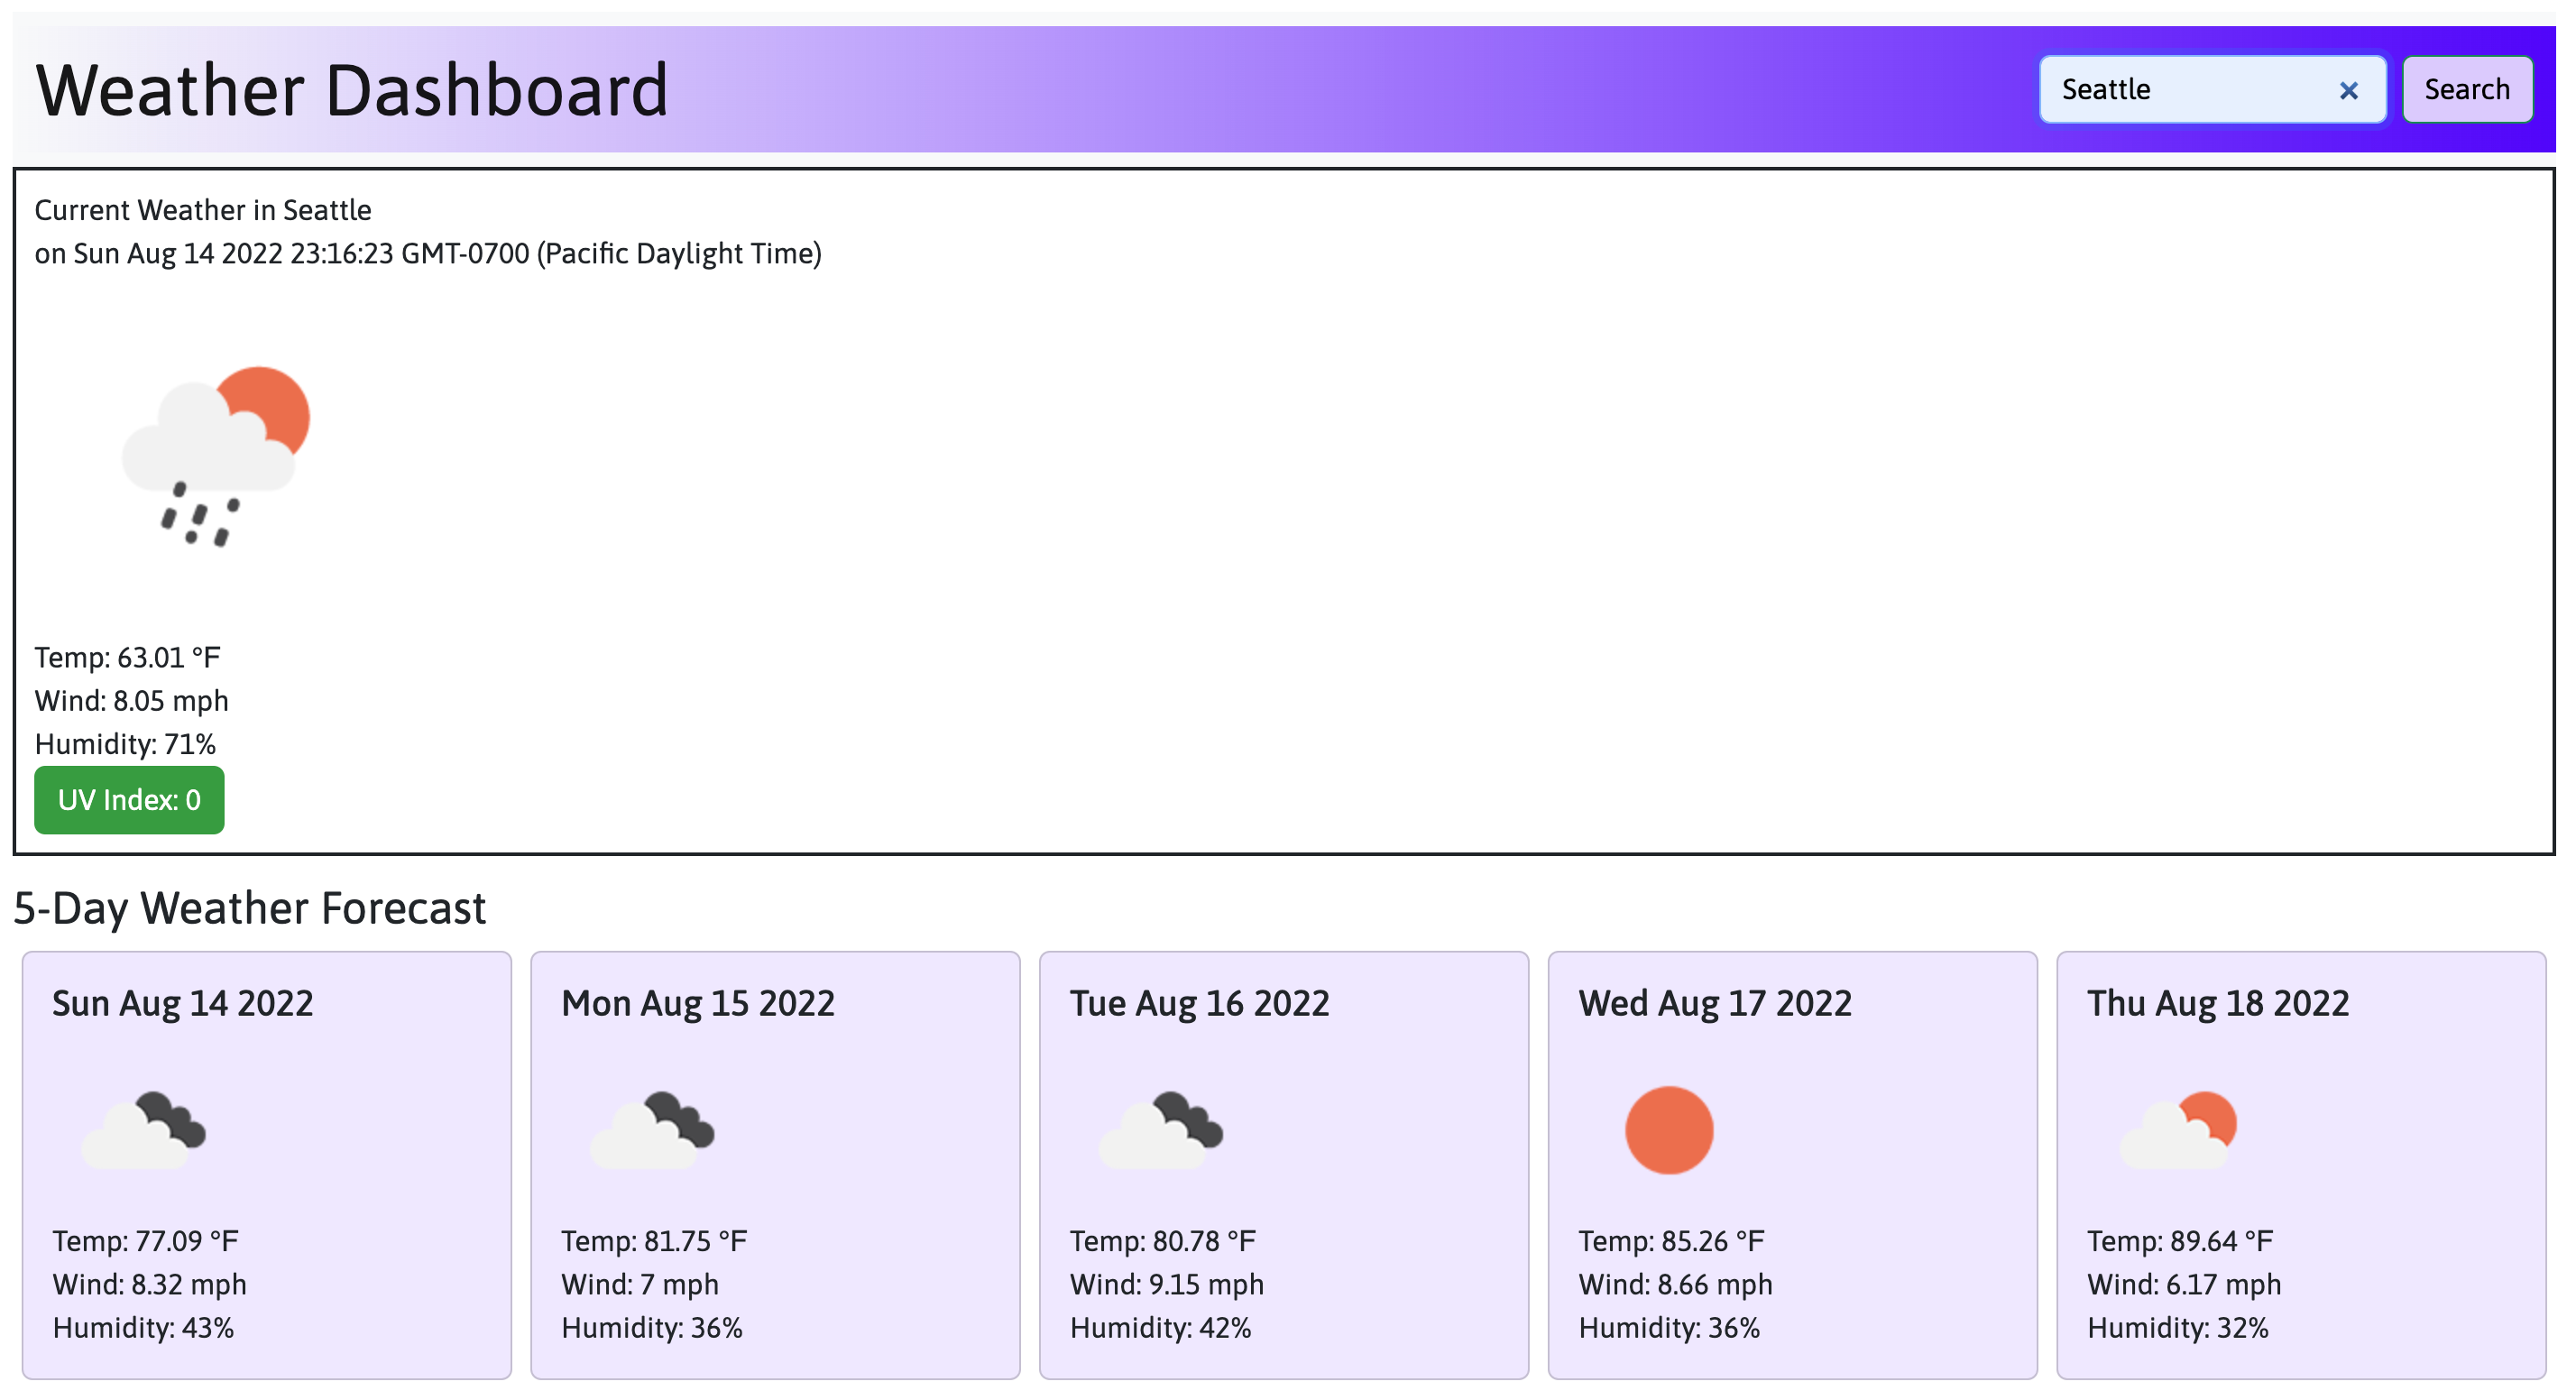 Weather Dashboard
Seattle
Search
Current Weather in Seattle
on Sun Aug 14 2022 23:16:23 GMT-0700 (Pacific Daylight Time)
Temp: 63.01 °F
Wind: 8.05 mph
Humidity: 71%
UV Index: 0
5-Day Weather Forecast
Sun Aug 14 2022
Temp: 77.09 °F
Wind: 8.32 mph
Humidity: 43%
Mon Aug 15 2022
Temp: 81.75 °F
Wind: 7 mph
Humidity: 36%
Tue Aug 16 2022
Temp: 80.78 °F
Wind: 9.15 mph
Humidity: 42%
Wed Aug 17 2022
Temp: 85.26 °F
Wind: 8.66 mph
Humidity: 36%
Thu Aug 18 2022
Temp: 89.64 °F
Wind: 6.17 mph
Humidity: 32%